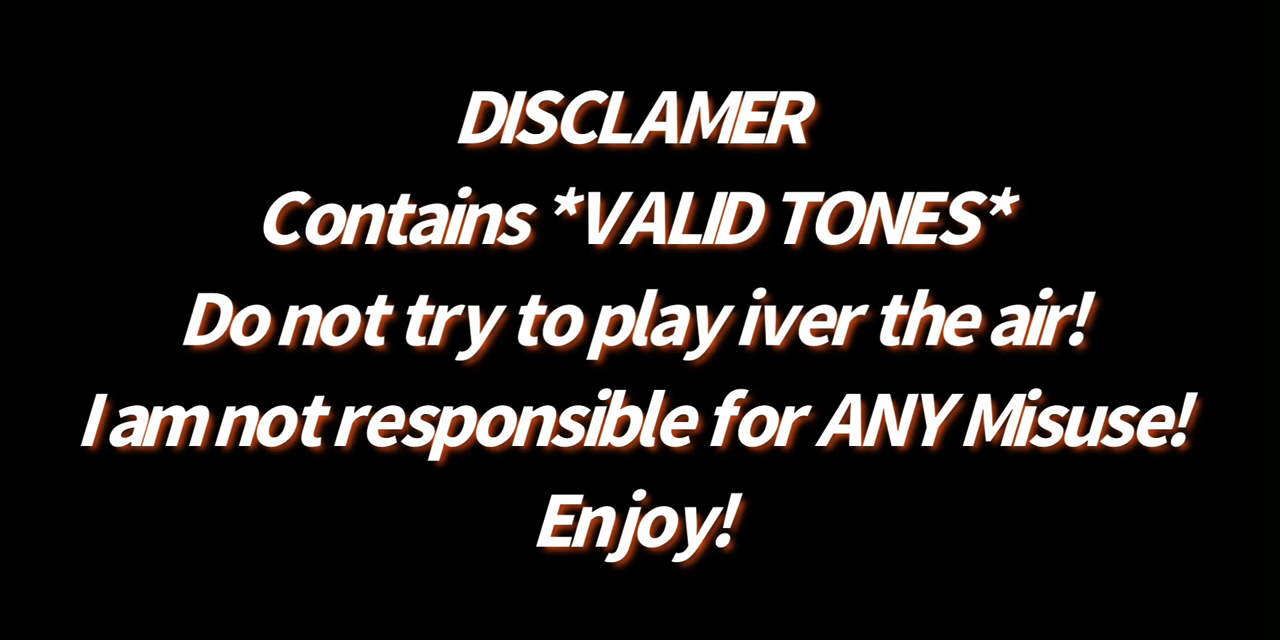 DISCLAMER
Contains *VALID TONES*
Do not try to play iver the air!
I am not responsible for ANY Misuse!
Enjoy!